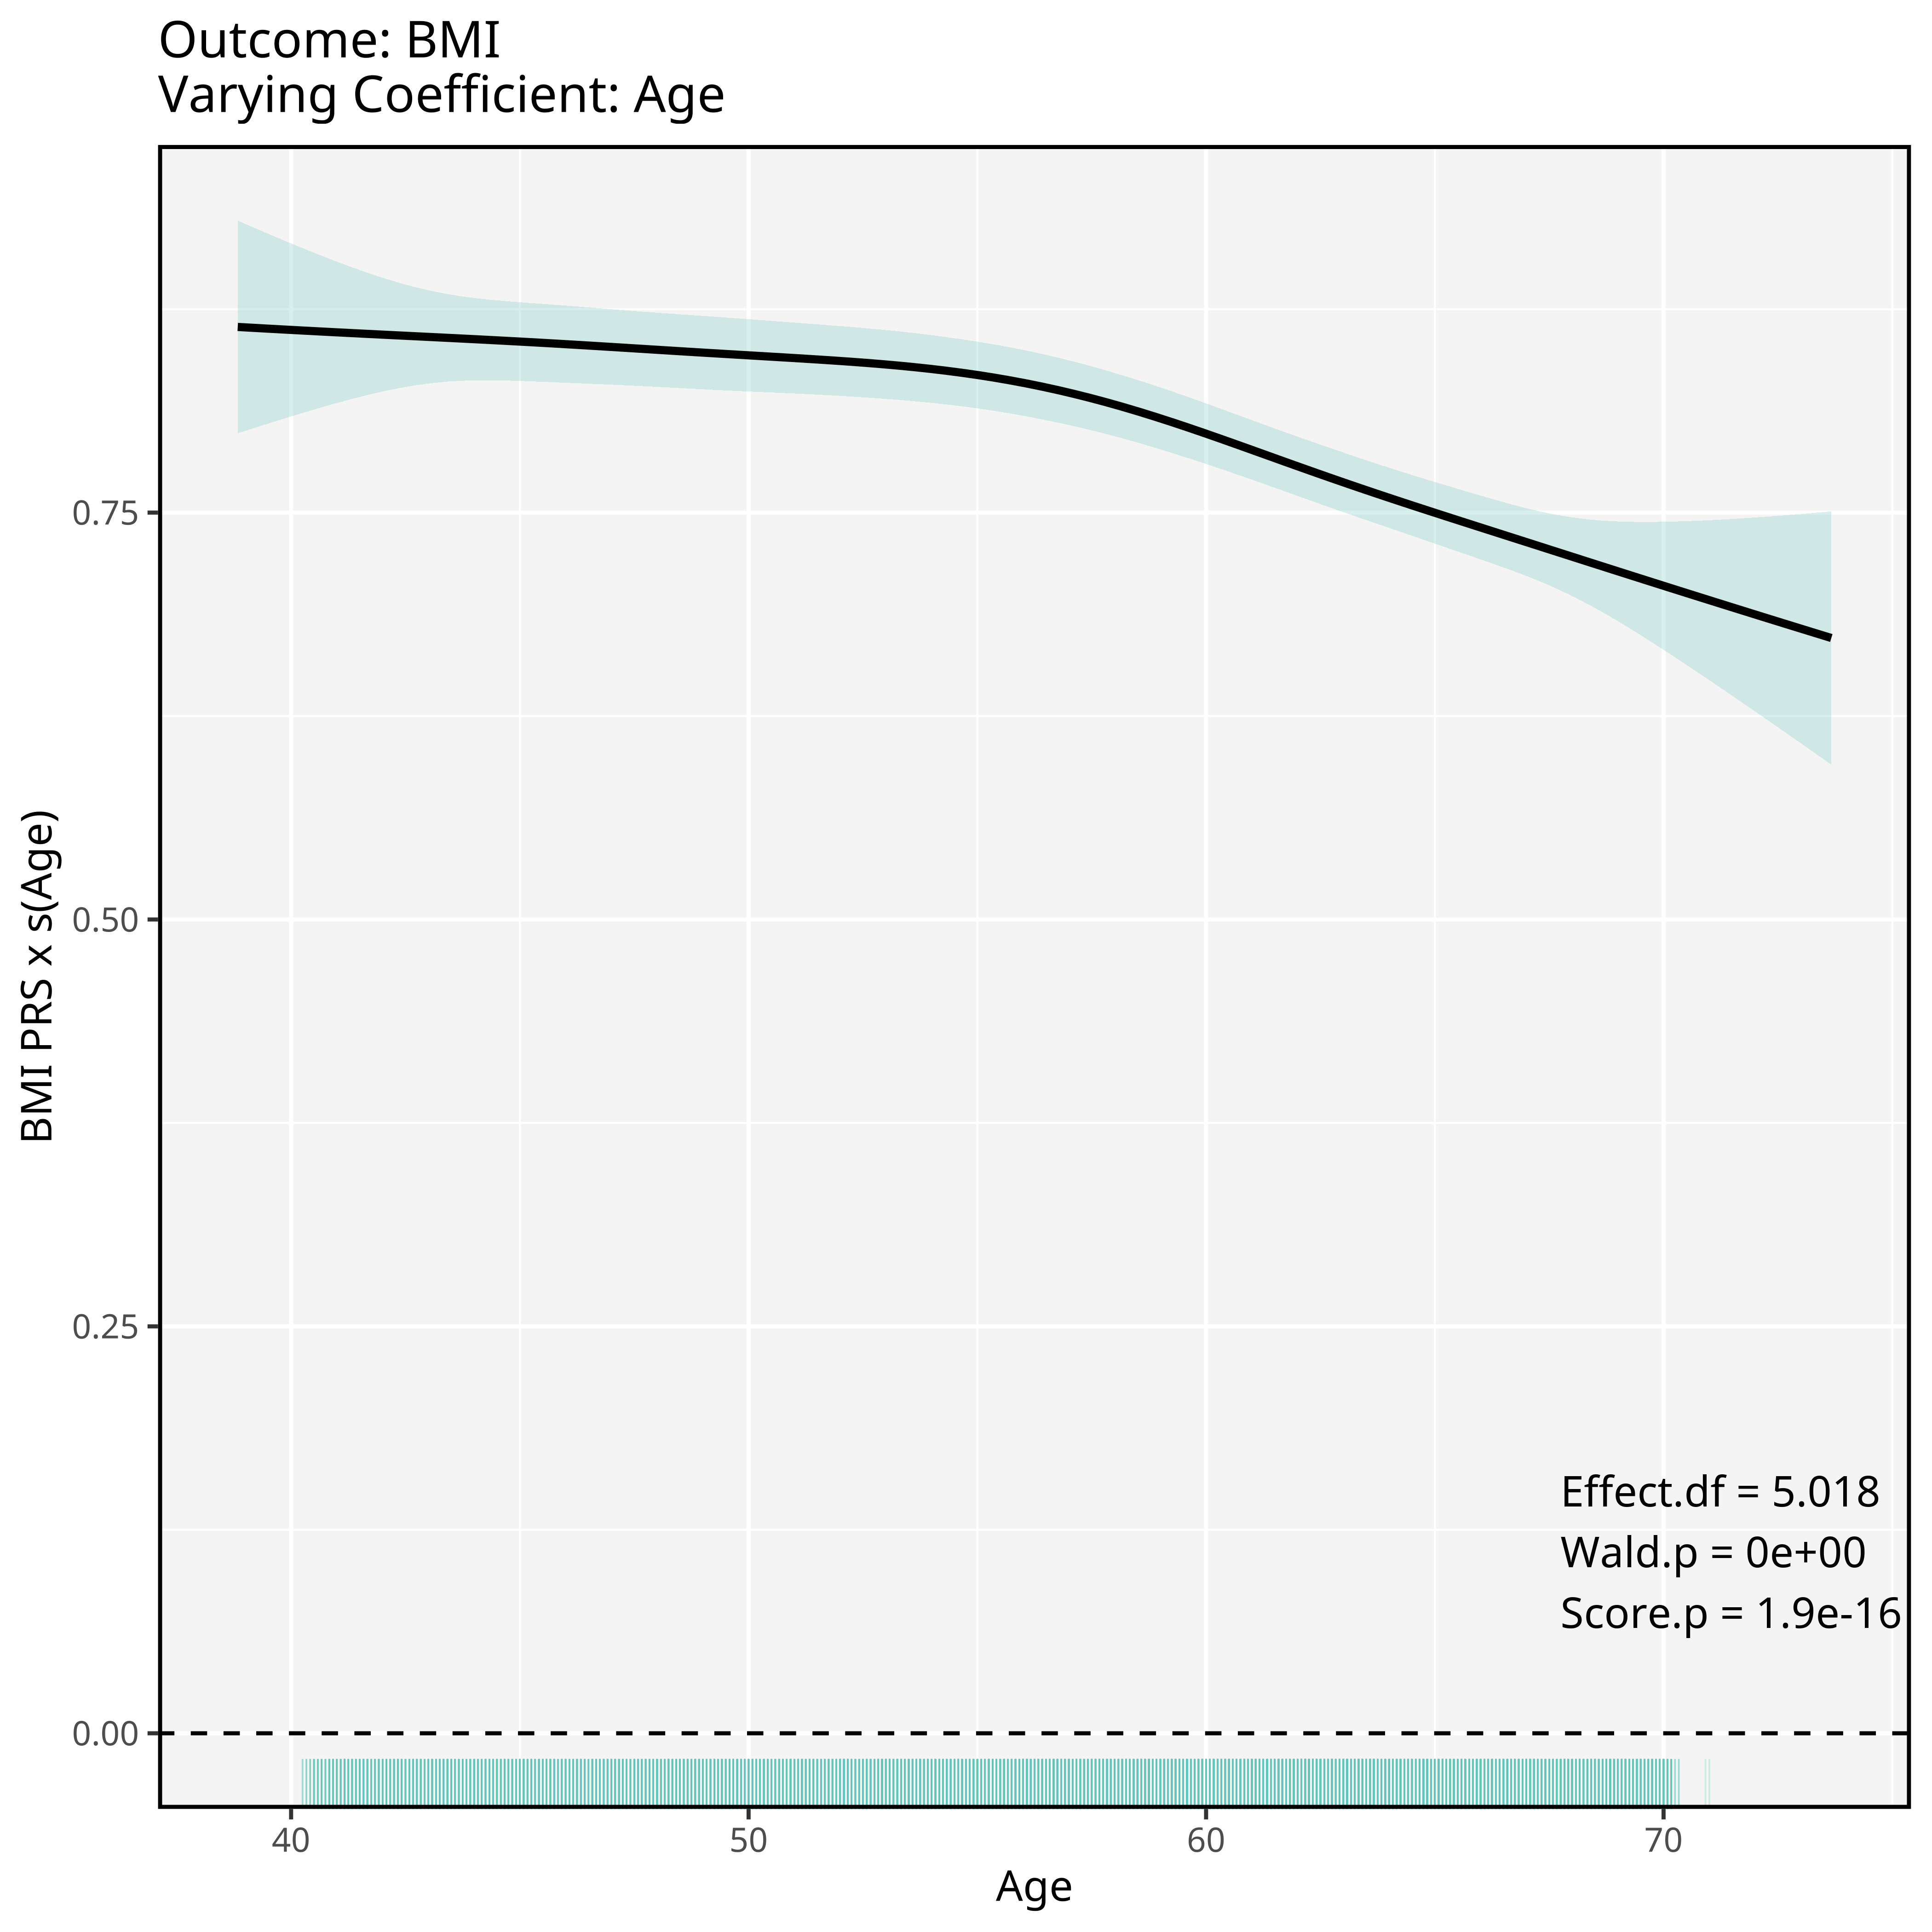 Outcome: BMI
Varying Coefficient: Age
BMI PRS x s(Age)
0.75
0.50
0.25
0.00
Effect.df = 5.018
Wald.p = 0e+00
Score.p = 1.9e-16
40 50 60 70
Age